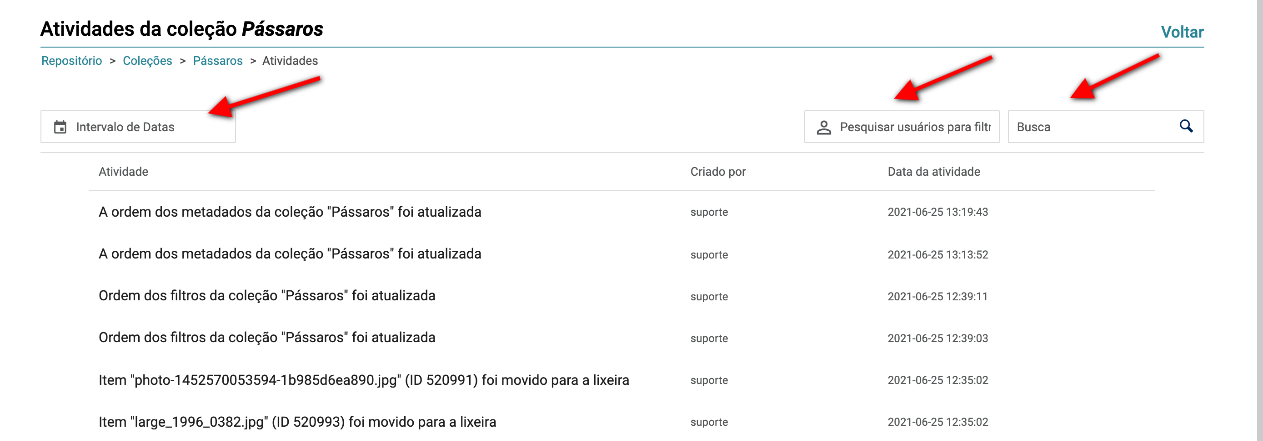 Atividades da coleção Pássaros
Voltar
Repositório > Coleções > Pássaros > Atividades
Intervalo de Datas
Pesquisar usuários para filtr
Busca
Atividade Criado por Data da atividade
A ordem dos metadados da coleção "Pássaros" foi atualizada suporte 2021-06-25 13:19:43
A ordem dos metadados da coleção "Pássaros" foi atualizada suporte 2021-06-25 13:13:52
Ordem dos filtros da coleção "Pássaros" foi atualizada suporte 2021-06-25 12:39:11
Ordem dos filtros da coleção "Pássaros" foi atualizada suporte 2021-06-25 12:39:03
Item "photo-1452570053594-1b985d6ea890.jpg" (ID 520991) foi movido para a lixeira suporte 2021-06-25 12:35:02
Item "large_1996_0382.jpg" (ID 520993) foi movido para a lixeira suporte 2021-06-25 12:35:02